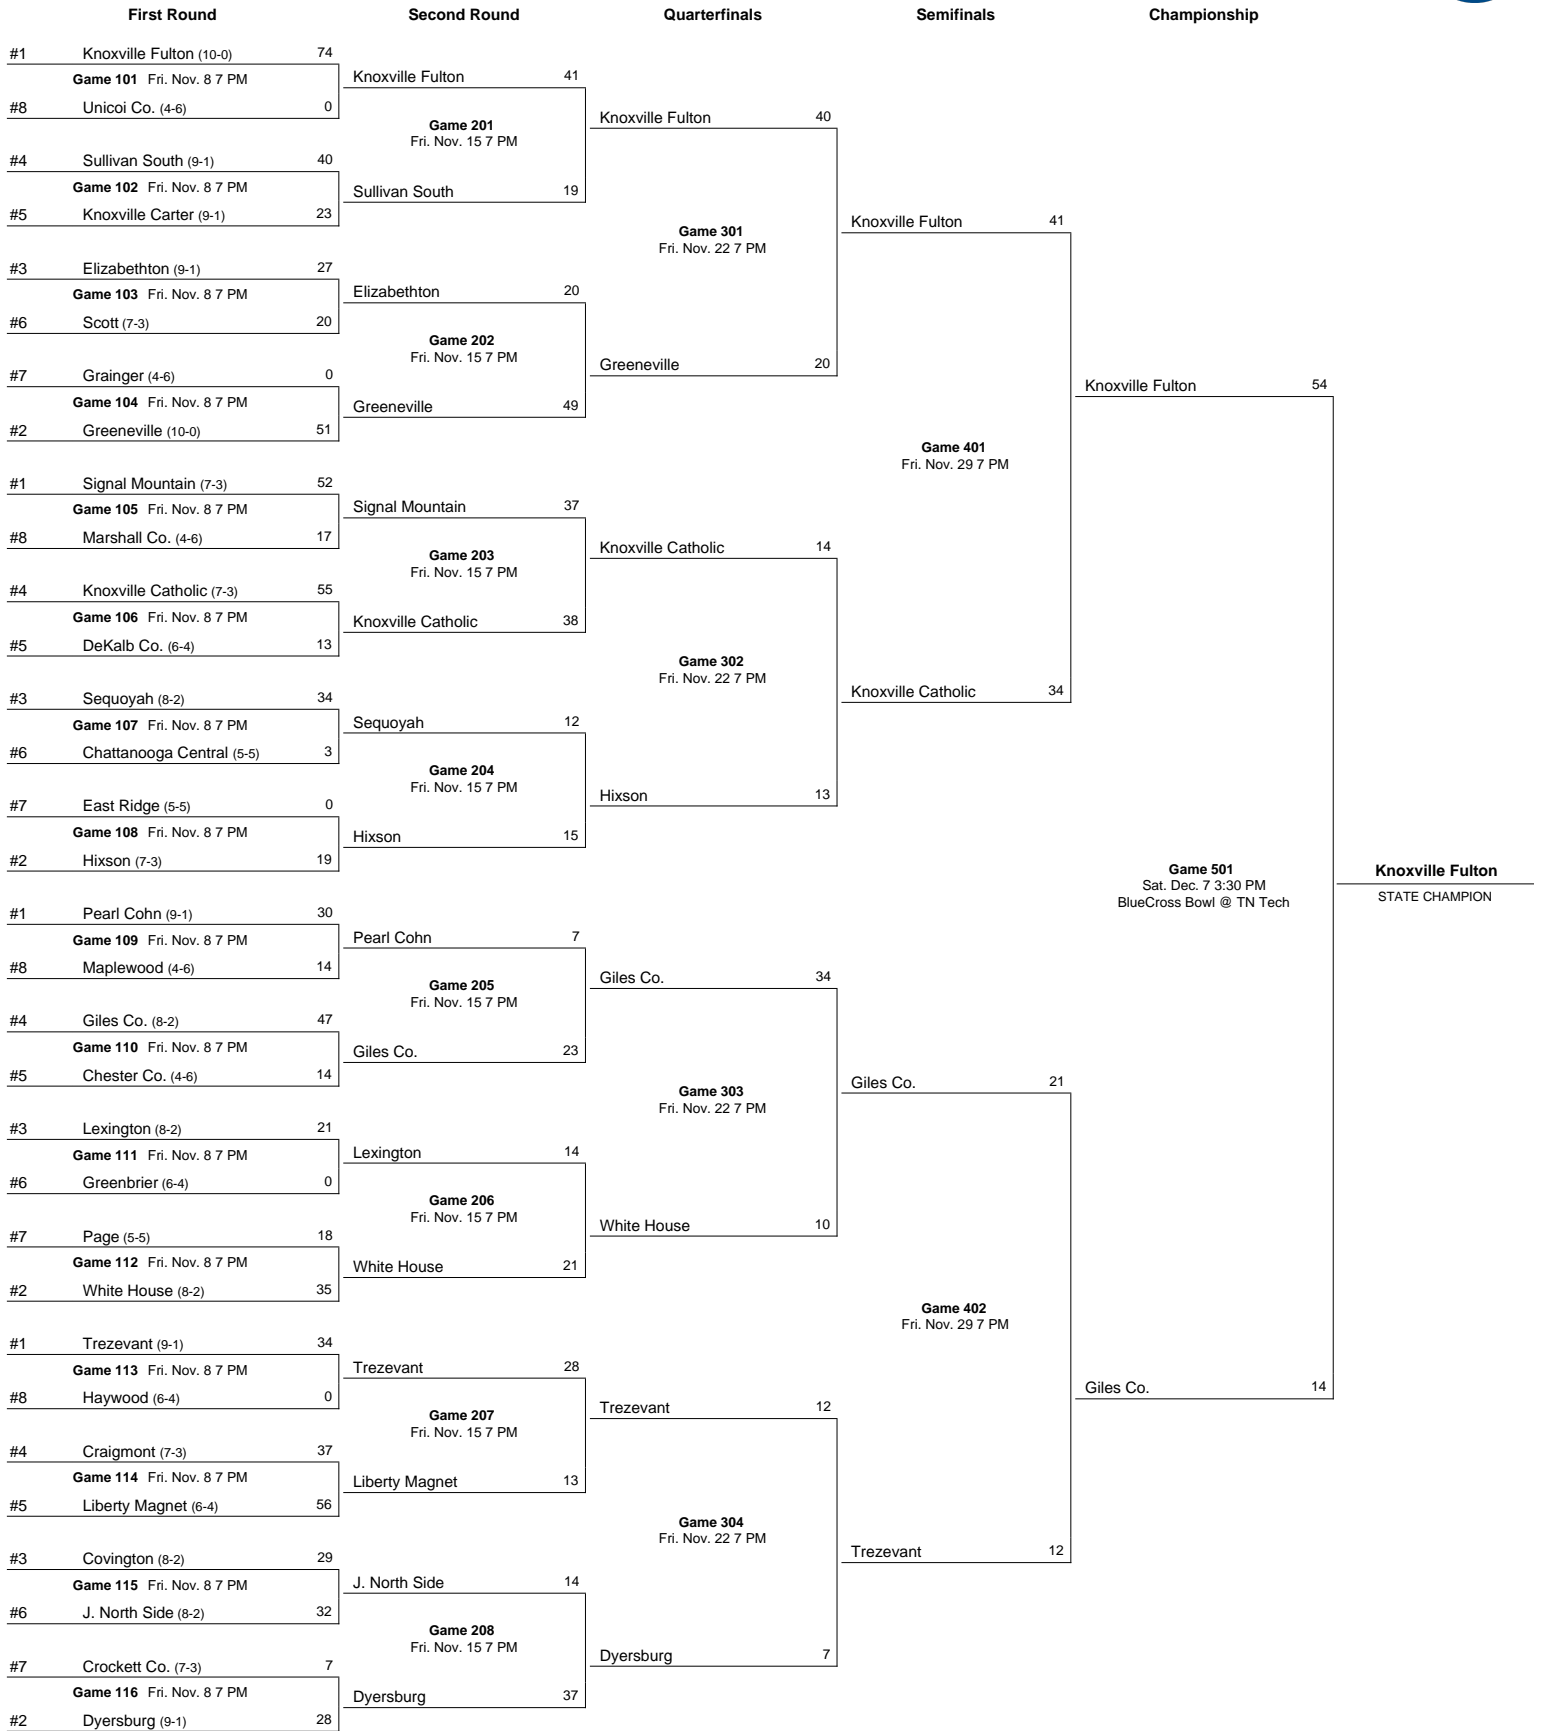 First Round
Second Round
Quarterfinals
Semifinals
Championship
#1 Knoxville Fulton (10-0) 74
Game 101 Fri. Nov. 8 7 PM
#8 Unicoi Co. (4-6) 0
#4 Sullivan South (9-1) 40
Game 102 Fri. Nov. 8 7 PM
#5 Knoxville Carter (9-1) 23
#3 Elizabethton (9-1) 27
Game 103 Fri. Nov. 8 7 PM
#6 Scott (7-3) 20
#7 Grainger (4-6) 0
Game 104 Fri. Nov. 8 7 PM
#2 Greeneville (10-0) 51
#1 Signal Mountain (7-3) 52
Game 105 Fri. Nov. 8 7 PM
#8 Marshall Co. (4-6) 17
#4 Knoxville Catholic (7-3) 55
Game 106 Fri. Nov. 8 7 PM
#5 DeKalb Co. (6-4) 13
#3 Sequoyah (8-2) 34
Game 107 Fri. Nov. 8 7 PM
#6 Chattanooga Central (5-5) 3
#7 East Ridge (5-5) 0
Game 108 Fri. Nov. 8 7 PM
#2 Hixson (7-3) 19
#1 Pearl Cohn (9-1) 30
Game 109 Fri. Nov. 8 7 PM
#8 Maplewood (4-6) 14
#4 Giles Co. (8-2) 47
Game 110 Fri. Nov. 8 7 PM
#5 Chester Co. (4-6) 14
#3 Lexington (8-2) 21
Game 111 Fri. Nov. 8 7 PM
#6 Greenbrier (6-4) 0
#7 Page (5-5) 18
Game 112 Fri. Nov. 8 7 PM
#2 White House (8-2) 35
#1 Trezevant (9-1) 34
Game 113 Fri. Nov. 8 7 PM
#8 Haywood (6-4) 0
#4 Craigmont (7-3) 37
Game 114 Fri. Nov. 8 7 PM
#5 Liberty Magnet (6-4) 56
#3 Covington (8-2) 29
Game 115 Fri. Nov. 8 7 PM
#6 J. North Side (8-2) 32
#7 Crockett Co. (7-3) 7
Game 116 Fri. Nov. 8 7 PM
#2 Dyersburg (9-1) 28
Knoxville Fulton 41
Game 201
Fri. Nov. 15 7 PM
Sullivan South 19
Elizabethton 20
Game 202
Fri. Nov. 15 7 PM
Greeneville 49
Signal Mountain 37
Game 203
Fri. Nov. 15 7 PM
Knoxville Catholic 38
Sequoyah 12
Game 204
Fri. Nov. 15 7 PM
Hixson 15
Pearl Cohn 7
Game 205
Fri. Nov. 15 7 PM
Giles Co. 23
Lexington 14
Game 206
Fri. Nov. 15 7 PM
White House 21
Trezevant 28
Game 207
Fri. Nov. 15 7 PM
Liberty Magnet 13
J. North Side 14
Game 208
Fri. Nov. 15 7 PM
Dyersburg 37
Knoxville Fulton 40
Game 301
Fri. Nov. 22 7 PM
Greeneville 20
Knoxville Catholic 14
Game 302
Fri. Nov. 22 7 PM
Hixson 13
Giles Co. 34
Game 303
Fri. Nov. 22 7 PM
White House 10
Trezevant 12
Game 304
Fri. Nov. 22 7 PM
Dyersburg 7
Knoxville Fulton 41
Game 401
Fri. Nov. 29 7 PM
Knoxville Catholic 34
Giles Co. 21
Game 402
Fri. Nov. 29 7 PM
Trezevant 12
Knoxville Fulton 54
Game 501
Sat. Dec. 7 3:30 PM
BlueCross Bowl @ TN Tech
Giles Co. 14
Knoxville Fulton
STATE CHAMPION